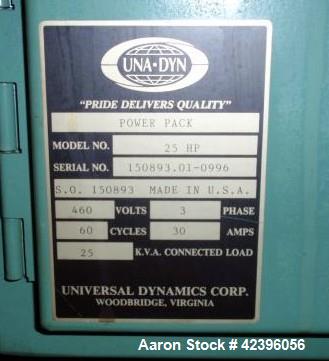 UNA-DYN
"PRIDE DELIVERS QUALITY"
POWER PACK
MODEL NO. 25 HP
SERIAL NO. 150893.01-0996
S.O. 150893 MADE IN U.S.A.
460 VOLTS 3 PHASE
60 CYCLES 30 AMPS
25 K.V.A. CONNECTED LOAD
UNIVERSAL DYNAMICS CORP.
WOODBRIDGE, VIRGINIA
Aaron Stock # 42396056